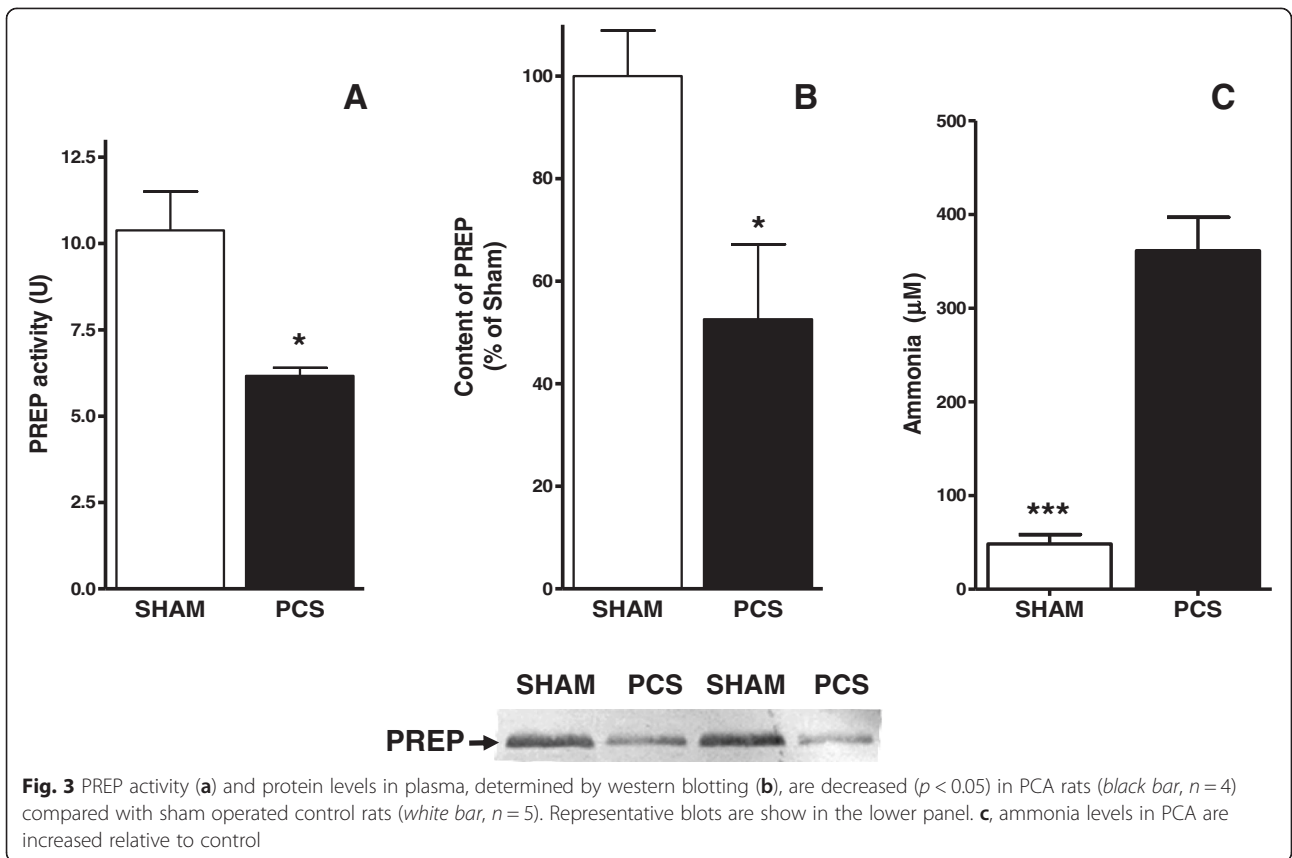 A
PREP activity (U)
12.5
10.0
7.5
5.0
2.5
0.0
*
SHAM PCS
B
Content of PREP
(% of Sham)
100
80
60
40
20
0
*
SHAM PCS
C
Ammonia (μM)
500
400
300
200
100
0
***
SHAM PCS
SHAM PCS SHAM PCS
PREP
Fig. 3 PREP activity (a) and protein levels in plasma, determined by western blotting (b), are decreased (p < 0.05) in PCA rats (black bar, n = 4)
compared with sham operated control rats (white bar, n = 5). Representative blots are show in the lower panel. c, ammonia levels in PCA are
increased relative to control